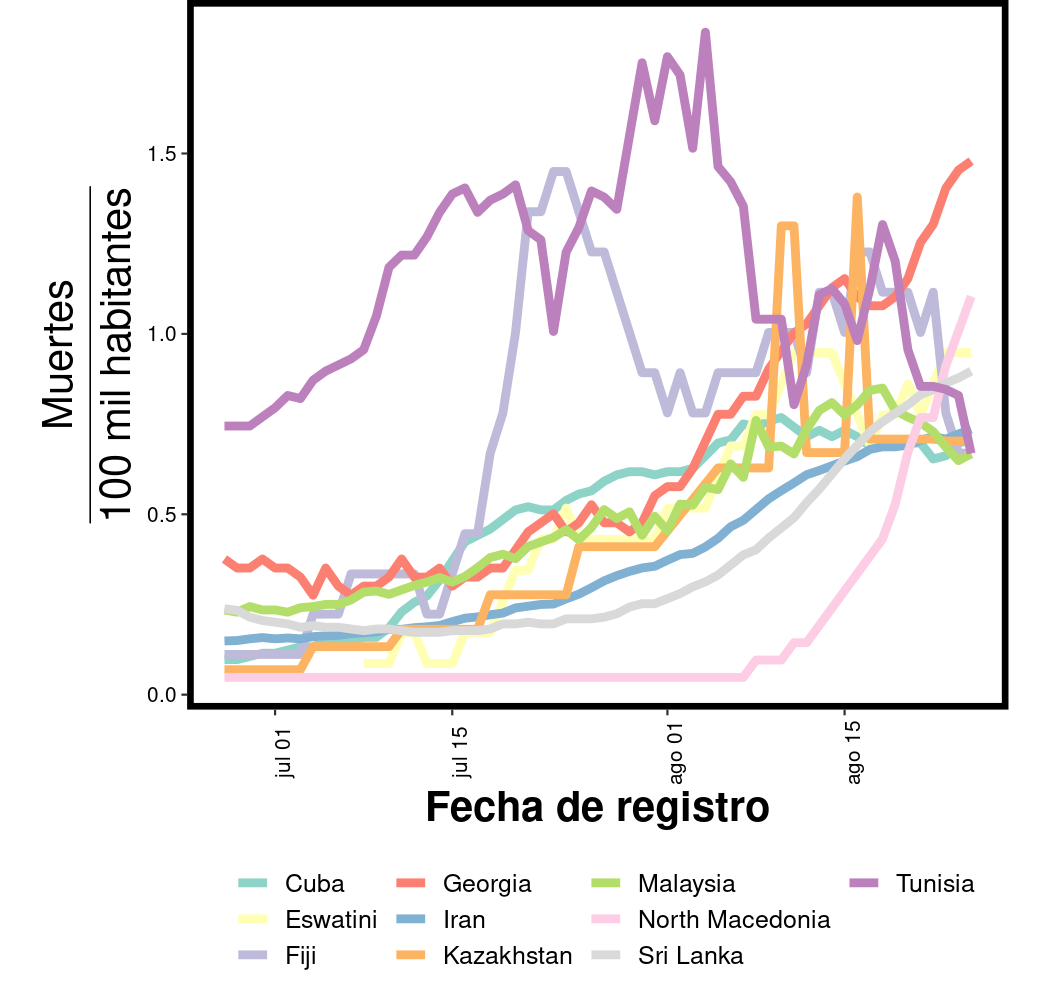 Muertes
100 mil habitantes
1.5
1.0
0.5
0.0
jul 01
jul 15
ago 01
ago 15
Fecha de registro
Cuba
Georgia
Malaysia
Tunisia
Eswatini
Iran
North Macedonia
Fiji
Kazakhstan
Sri Lanka